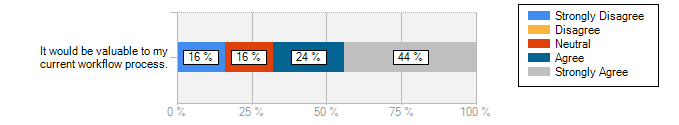 It would be valuable to my
current workflow process.
16 % 16 % 24 % 44 %
0 % 25 % 50 % 75 % 100 %
Strongly Disagree
Disagree
Neutral
Agree
Strongly Agree